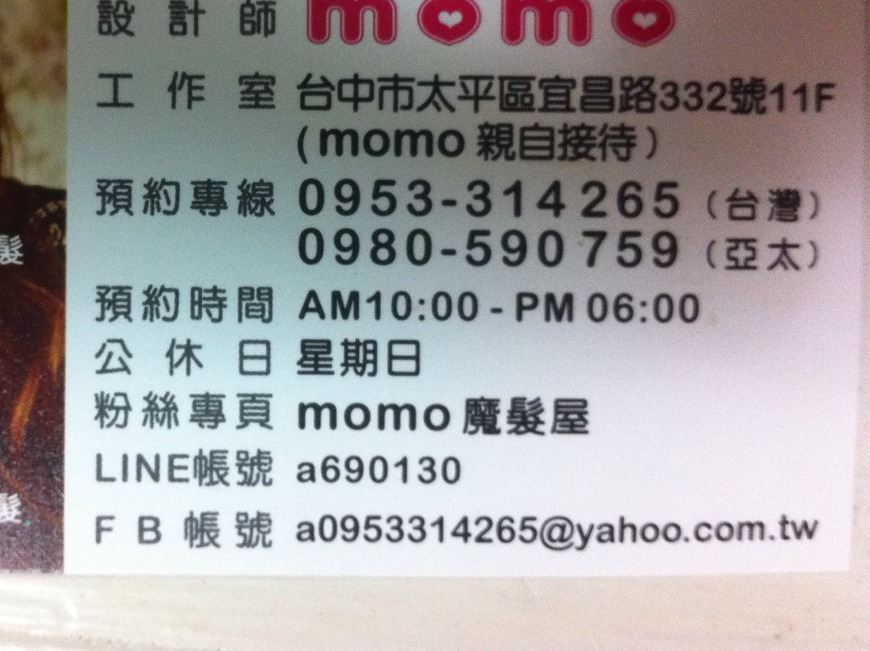 設計師 momo
工作室 台中市太平區宜昌路332號11F
(momo 親自接待)
預約專線 0953-314265 (台灣)
0980-590759 (亞太)
預約時間 AM10:00 - PM 06:00
公休日 星期日
粉絲專頁 momo 魔髮屋
LINE帳號 a690130
FB帳號 a0953314265@yahoo.com.tw
髮
髮